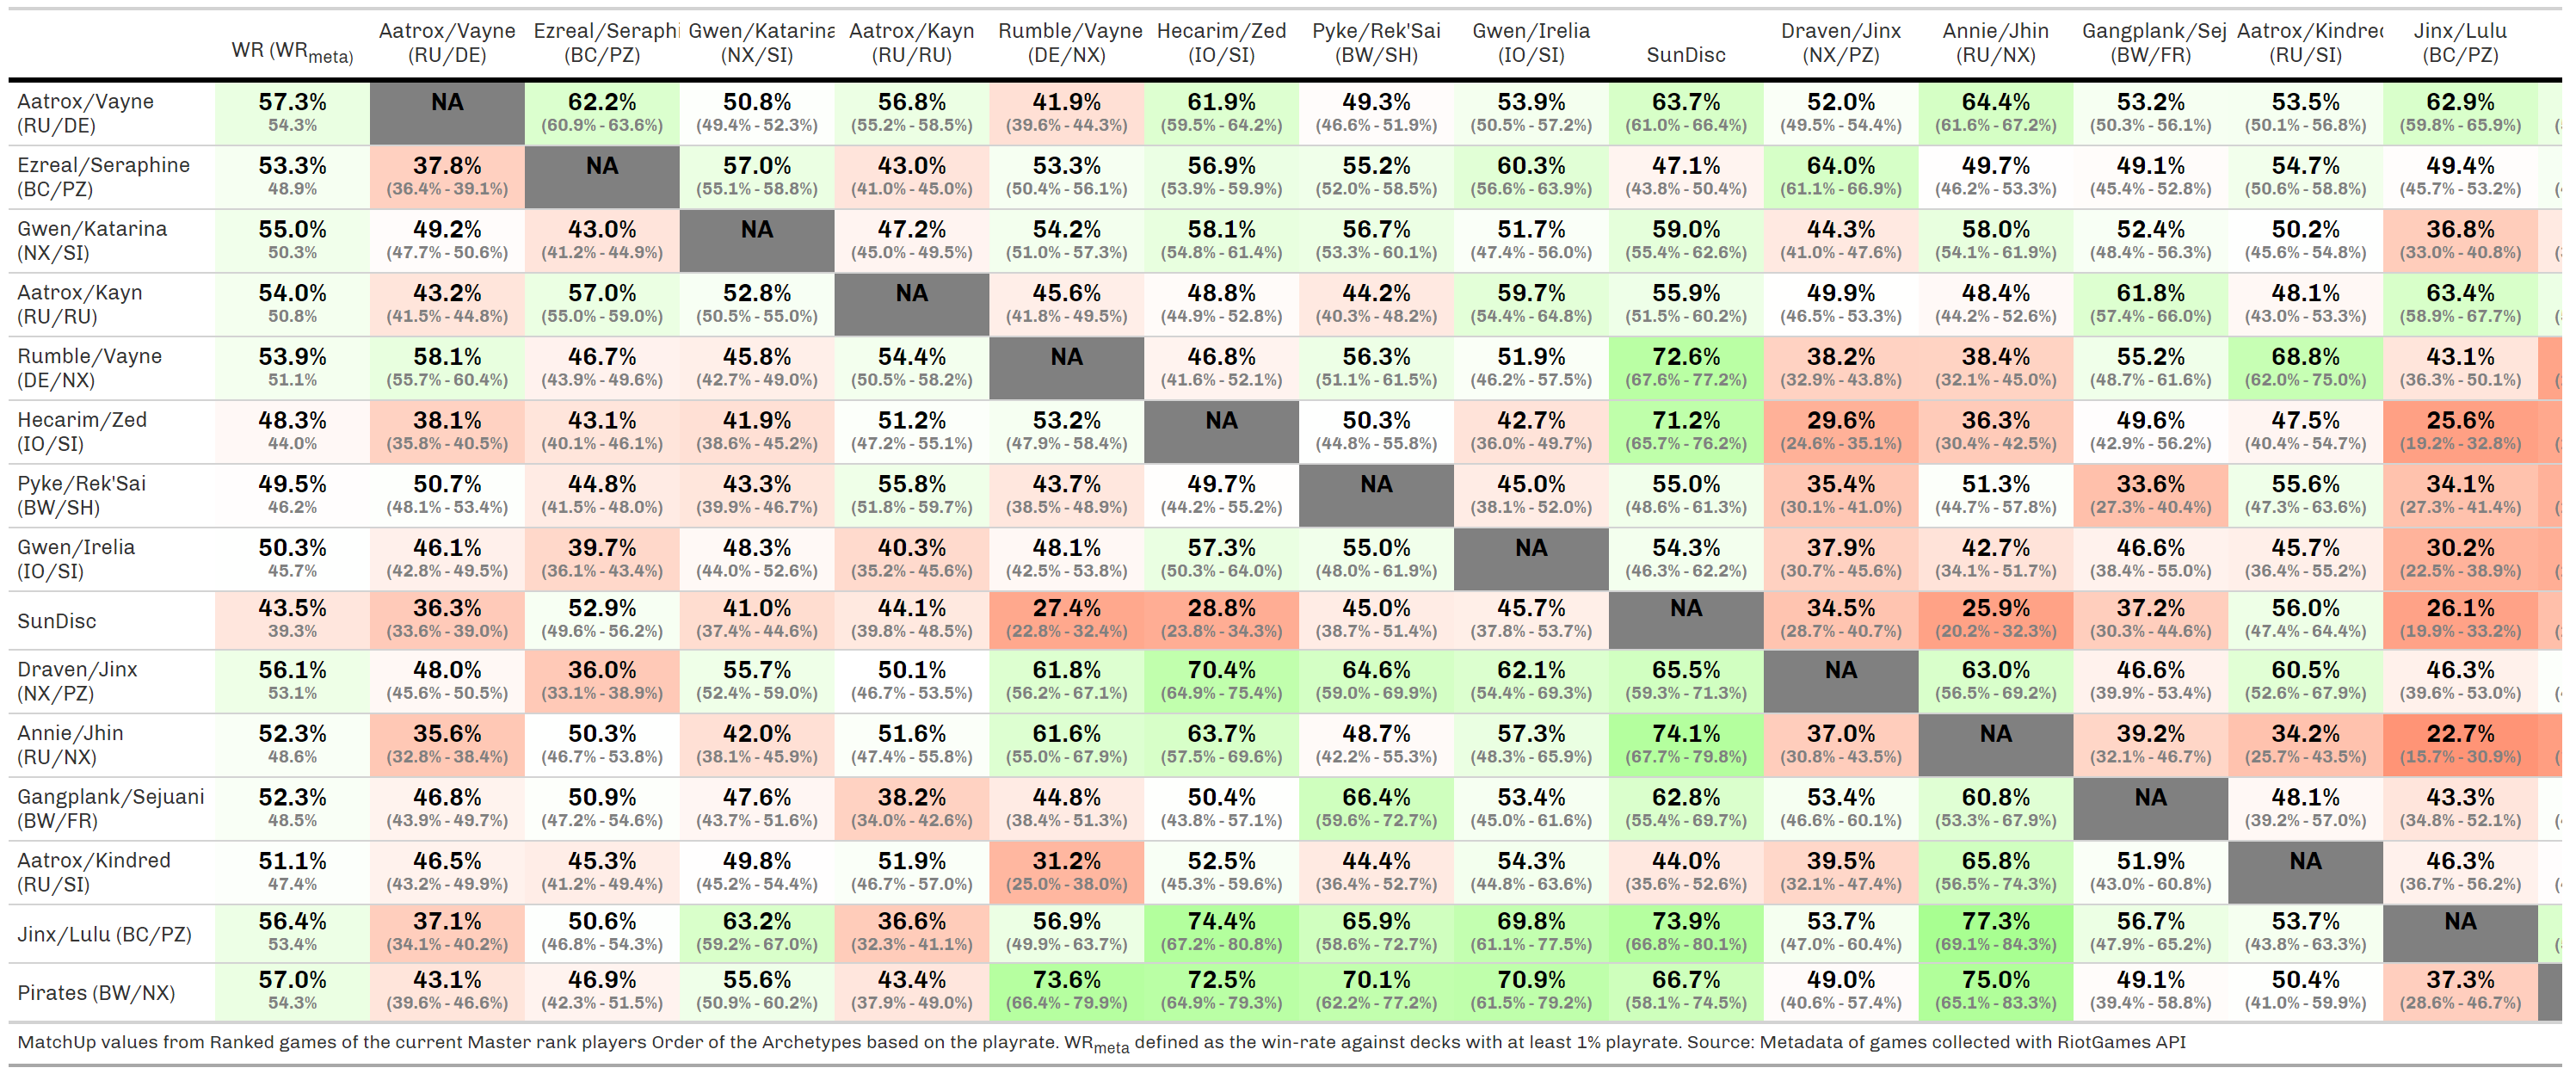 WR (WRmeta) Aatrox/Vayne (RU/DE) Ezreal/Seraphi (BC/PZ) Gwen/Katarina (NX/SI) Aatrox/Kayn (RU/RU) Rumble/Vayne (DE/NX) Hecarim/Zed (IO/SI) Pyke/Rek'Sai (BW/SH) Gwen/Irelia (IO/SI) SunDisc Draven/Jinx (NX/PZ) Annie/Jhin (RU/NX) Gangplank/Sej (BW/FR) Aatrox/Kindred (RU/SI) Jinx/Lulu (BC/PZ)
Aatrox/Vayne 57.3% NA 62.2% 50.8% 56.8% 41.9% 61.9% 49.3% 53.9% 63.7% 52.0% 64.4% 53.2% 53.5% 62.9%
(RU/DE) 54.3% (60.9% - 63.6%) (49.4% - 52.3%) (55.2% - 58.5%) (39.6% - 44.3%) (59.5% - 64.2%) (46.6% - 51.9%) (50.5% - 57.2%) (61.0% - 66.4%) (49.5% - 54.4%) (61.6% - 67.2%) (50.3% - 56.1%) (50.1% - 56.8%) (59.8% - 65.9%)
Ezreal/Seraphine 53.3% 37.8% NA 57.0% 43.0% 53.3% 56.9% 55.2% 60.3% 47.1% 64.0% 49.7% 49.1% 54.7% 49.4%
(BC/PZ) 48.9% (36.4% - 39.1%) (55.1% - 58.8%) (41.0% - 45.0%) (50.4% - 56.1%) (53.9% - 59.9%) (52.0% - 58.5%) (56.6% - 63.9%) (43.8% - 50.4%) (61.1% - 66.9%) (46.2% - 53.3%) (45.4% - 52.8%) (50.6% - 58.8%) (45.7% - 53.2%)
Gwen/Katarina 55.0% 49.2% 43.0% NA 47.2% 54.2% 58.1% 56.7% 51.7% 59.0% 44.3% 58.0% 52.4% 50.2% 36.8%
(NX/SI) 50.3% (47.7% - 50.6%) (41.2% - 44.9%) (45.0% - 49.5%) (51.0% - 57.3%) (54.8% - 61.4%) (53.3% - 60.1%) (47.4% - 56.0%) (55.4% - 62.6%) (41.0% - 47.6%) (54.1% - 61.9%) (48.4% - 56.3%) (45.6% - 54.8%) (33.0% - 40.8%)
Aatrox/Kayn 54.0% 43.2% 57.0% 52.8% NA 45.6% 48.8% 44.2% 59.7% 55.9% 49.9% 48.4% 61.8% 48.1% 63.4%
(RU/RU) 50.8% (41.5% - 44.8%) (55.0% - 59.0%) (50.5% - 55.0%) (41.8% - 49.5%) (44.9% - 52.8%) (40.3% - 48.2%) (54.4% - 64.8%) (51.5% - 60.2%) (46.5% - 53.3%) (44.2% - 52.6%) (57.4% - 66.0%) (43.0% - 53.3%) (58.9% - 67.7%)
Rumble/Vayne 53.9% 58.1% 46.7% 45.8% 54.4% NA 46.8% 56.3% 51.9% 72.6% 38.2% 38.4% 55.2% 68.8% 43.1%
(DE/NX) 51.1% (55.7% - 60.4%) (43.9% - 49.6%) (42.7% - 49.0%) (50.5% - 58.2%) (41.6% - 52.1%) (51.1% - 61.5%) (46.2% - 57.5%) (67.6% - 77.2%) (32.9% - 43.8%) (32.1% - 45.0%) (48.7% - 61.6%) (62.0% - 75.0%) (36.3% - 50.1%)
Hecarim/Zed 48.3% 38.1% 43.1% 41.9% 51.2% 53.2% NA 50.3% 42.7% 71.2% 29.6% 36.3% 49.6% 47.5% 25.6%
(IO/SI) 44.0% (35.8% - 40.5%) (40.1% - 46.1%) (38.6% - 45.2%) (47.2% - 55.1%) (47.9% - 58.4%) (44.8% - 55.8%) (36.0% - 49.7%) (65.7% - 76.2%) (24.6% - 35.1%) (30.4% - 42.5%) (42.9% - 56.2%) (40.4% - 54.7%) (19.2% - 32.8%)
Pyke/Rek'Sai 49.5% 50.7% 44.8% 43.3% 55.8% 43.7% 49.7% NA 45.0% 55.0% 35.4% 51.3% 33.6% 55.6% 34.1%
(BW/SH) 46.2% (48.1% - 53.4%) (41.5% - 48.0%) (39.9% - 46.7%) (51.8% - 59.7%) (38.5% - 48.9%) (44.2% - 55.2%) (38.1% - 52.0%) (48.6% - 61.3%) (30.1% - 41.0%) (44.7% - 57.8%) (27.3% - 40.4%) (47.3% - 63.6%) (27.3% - 41.4%)
Gwen/Irelia 50.3% 46.1% 39.7% 48.3% 40.3% 48.1% 57.3% 55.0% NA 54.3% 37.9% 42.7% 46.6% 45.7% 30.2%
(IO/SI) 45.7% (42.8% - 49.5%) (36.1% - 43.4%) (44.0% - 52.6%) (35.2% - 45.6%) (42.5% - 53.8%) (50.3% - 64.0%) (48.0% - 61.9%) (46.3% - 62.2%) (30.7% - 45.6%) (34.1% - 51.7%) (38.4% - 55.0%) (36.4% - 55.2%) (22.5% - 38.9%)
SunDisc 43.5% 36.3% 52.9% 41.0% 44.1% 27.4% 28.8% 45.0% 45.7% NA 34.5% 25.9% 37.2% 56.0% 26.1%
39.3% (33.6% - 39.0%) (49.6% - 56.2%) (37.4% - 44.6%) (39.8% - 48.5%) (22.8% - 32.4%) (23.8% - 34.3%) (38.7% - 51.4%) (37.8% - 53.7%) (28.7% - 40.7%) (20.2% - 32.3%) (30.3% - 44.6%) (47.4% - 64.4%) (19.9% - 33.2%)
Draven/Jinx 56.1% 48.0% 36.0% 55.7% 50.1% 61.8% 70.4% 64.6% 62.1% 65.5% NA 63.0% 46.6% 60.5% 46.3%
(NX/PZ) 53.1% (45.6% - 50.5%) (33.1% - 38.9%) (52.4% - 59.0%) (46.7% - 53.5%) (56.2% - 67.1%) (64.9% - 75.4%) (59.0% - 69.9%) (54.4% - 69.3%) (59.3% - 71.3%) (56.5% - 69.2%) (39.9% - 53.4%) (52.6% - 67.9%) (39.6% - 53.0%)
Annie/Jhin 52.3% 35.6% 50.3% 42.0% 51.6% 61.6% 63.7% 48.7% 57.3% 74.1% 37.0% NA 39.2% 34.2% 22.7%
(RU/NX) 48.6% (32.8% - 38.4%) (46.7% - 53.8%) (38.1% - 45.9%) (47.4% - 55.8%) (55.0% - 67.9%) (57.5% - 69.6%) (42.2% - 55.3%) (48.3% - 65.9%) (67.7% - 79.8%) (30.8% - 43.5%) (32.1% - 46.7%) (25.7% - 43.5%) (15.7% - 30.9%)
Gangplank/Sejuani 52.3% 46.8% 50.9% 47.6% 38.2% 44.8% 50.4% 66.4% 53.4% 62.8% 53.4% 60.8% NA 48.1% 43.3%
(BW/FR) 48.5% (43.9% - 49.7%) (47.2% - 54.6%) (43.7% - 51.6%) (34.0% - 42.6%) (38.4% - 51.3%) (43.8% - 57.1%) (59.6% - 72.7%) (45.0% - 61.6%) (55.4% - 69.7%) (46.6% - 60.1%) (53.3% - 67.9%) (39.2% - 57.0%) (34.8% - 52.1%)
Aatrox/Kindred 51.1% 46.5% 45.3% 49.8% 51.9% 31.2% 52.5% 44.4% 54.3% 44.0% 39.5% 65.8% 51.9% NA 46.3%
(RU/SI) 47.4% (43.2% - 49.9%) (41.2% - 49.4%) (45.2% - 54.4%) (46.7% - 57.0%) (25.0% - 38.0%) (45.3% - 59.6%) (36.4% - 52.7%) (44.8% - 63.6%) (35.6% - 52.6%) (32.1% - 47.4%) (56.5% - 74.3%) (43.0% - 60.8%) (36.7% - 56.2%)
Jinx/Lulu (BC/PZ) 56.4% 37.1% 50.6% 63.2% 36.6% 56.9% 74.4% 65.9% 69.8% 73.9% 53.7% 77.3% 56.7% 53.7% NA
53.4% (34.1% - 40.2%) (46.8% - 54.3%) (59.2% - 67.0%) (32.3% - 41.1%) (49.9% - 63.7%) (67.2% - 80.8%) (58.6% - 72.7%) (61.1% - 77.5%) (66.8% - 80.1%) (47.0% - 60.4%) (69.1% - 84.3%) (47.9% - 65.2%) (43.8% - 63.3%)
Pirates (BW/NX) 57.0% 43.1% 46.9% 55.6% 43.4% 73.6% 72.5% 70.1% 70.9% 66.7% 49.0% 75.0% 49.1% 50.4% 37.3%
54.3% (39.6% - 46.6%) (42.3% - 51.5%) (50.9% - 60.2%) (37.9% - 49.0%) (66.4% - 79.9%) (64.9% - 79.3%) (62.2% - 77.2%) (61.5% - 79.2%) (58.1% - 74.5%) (40.6% - 57.4%) (65.1% - 83.3%) (39.4% - 58.8%) (41.0% - 59.9%) (28.6% - 46.7%)
MatchUp values from Ranked games of the current Master rank players Order of the Archetypes based on the playrate. WRmeta defined as the win-rate against decks with at least 1% playrate. Source: Metadata of games collected with RiotGames API